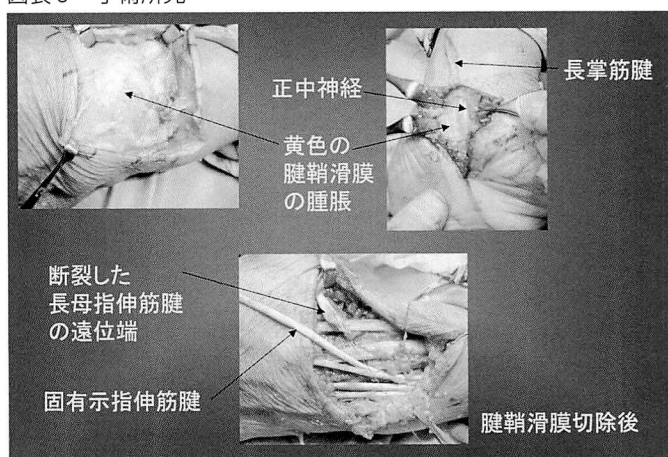 長掌筋腱
正中神経
黄色の
腱鞘滑膜
の腫脹
断裂した
長母指伸筋腱
の遠位端
固有示指伸筋腱
腱鞘滑膜切除後